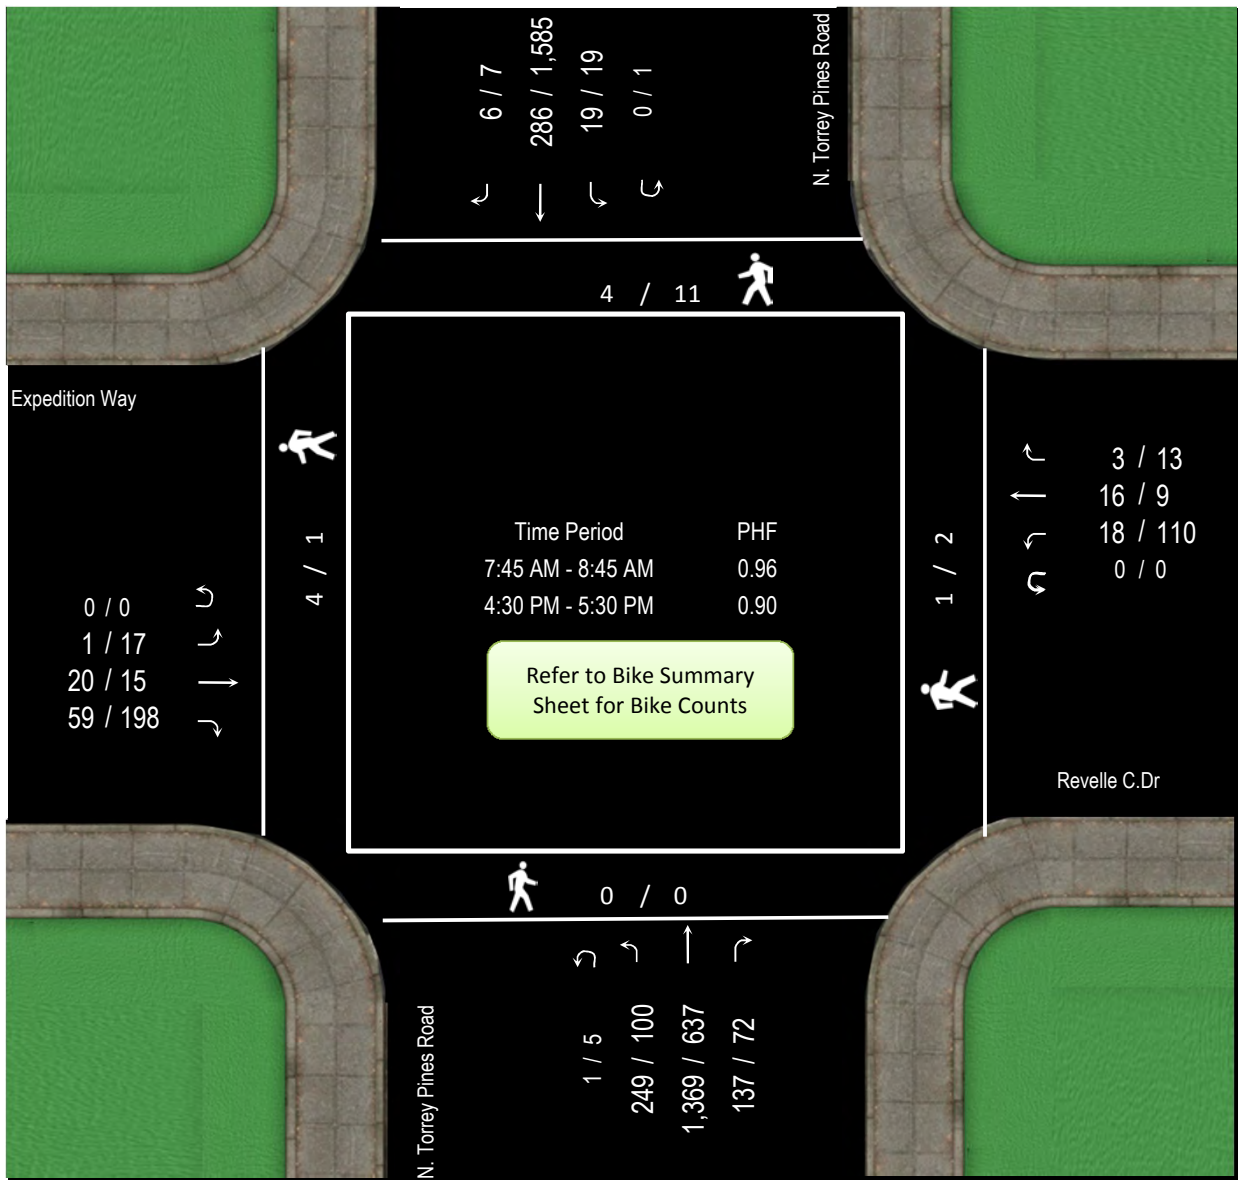 6 / 7
286 / 1,585
19 / 19
0 / 1
N. Torrey Pines Road
4 / 11
Expedition Way
4 / 1
0 / 0
1 / 17
20 / 15
59 / 198
Time Period PHF
7:45 AM - 8:45 AM 0.96
4:30 PM - 5:30 PM 0.90
Refer to Bike Summary
Sheet for Bike Counts
1 / 2
3 / 13
16 / 9
18 / 110
0 / 0
Revelle C.Dr
0 / 0
N. Torrey Pines Road
1 / 5
249 / 100
1,369 / 637
137 / 72